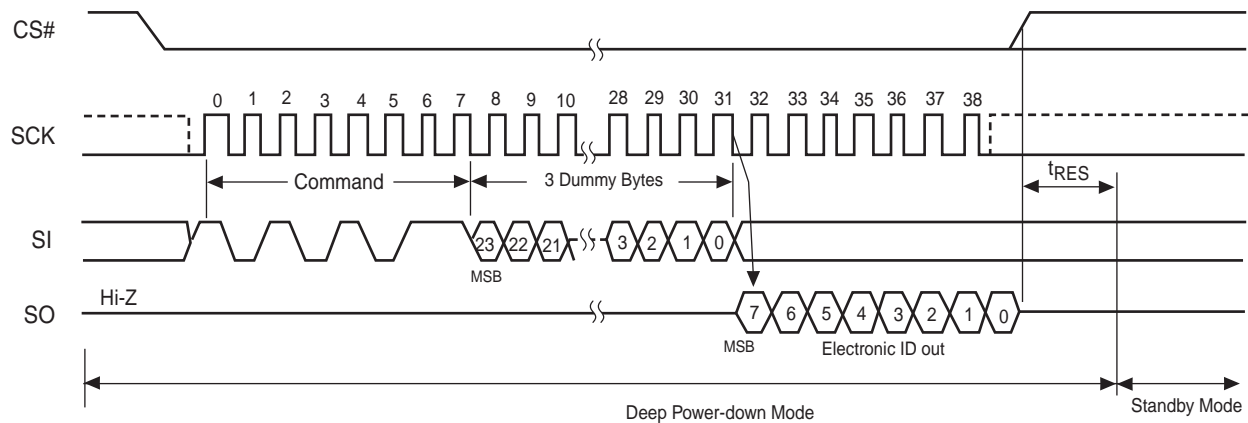 CS#
0 1 2 3 4 5 6 7 8 9 10 28 29 30 31 32 33 34 35 36 37 38
SCK
Command
3 Dummy Bytes
tRES
SI
23 22 21 3 2 1 0
MSB
Hi-Z
SO
7 6 5 4 3 2 1 0
MSB
Electronic ID out
Deep Power-down Mode
Standby Mode